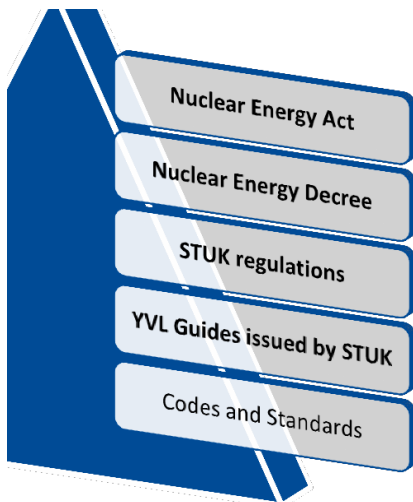 Nuclear Energy Act
Nuclear Energy Decree
STUK regulations
YVL Guides issued by STUK
Codes and Standards